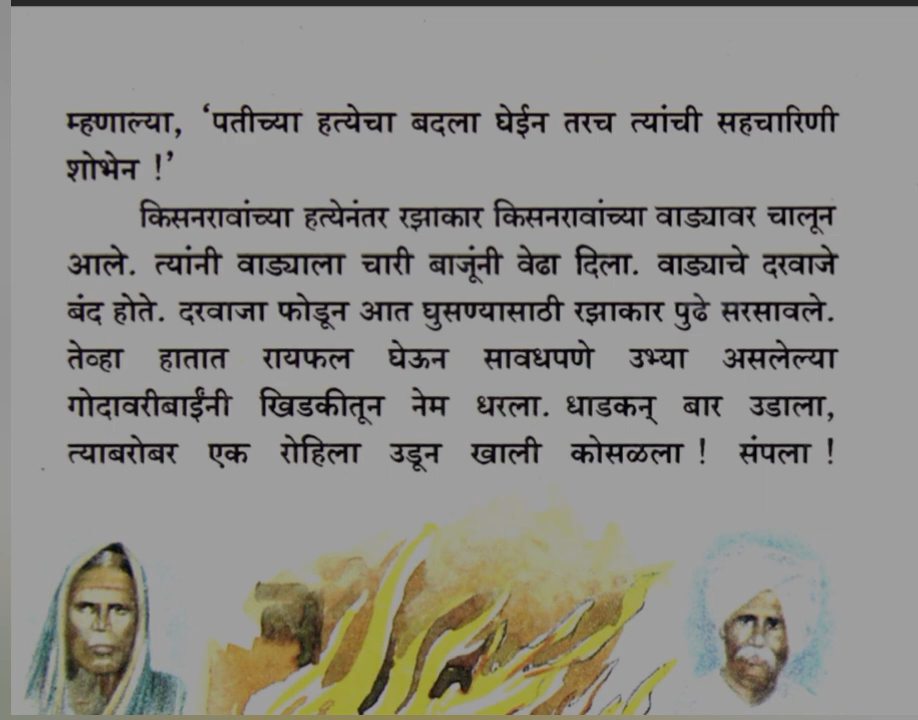 म्हणाल्या, ‘पतीच्या हत्येचा बदला घेईन तरच त्यांची सहचारिणी
शोभेन !’
किसनरावांच्या हत्येनंतर रझाकार किसनरावांच्या वाड्यावर चालून
आले. त्यांनी वाड्याला चारी बाजूंनी वेढा दिला. वाड्याचे दरवाजे
बंद होते. दरवाजा फोडून आत घुसण्यासाठी रझाकार पुढे सरसावले.
तेव्हा हातात रायफल घेऊन सावधपणे उभ्या असलेल्या
गोदावरीबाईंनी खिडकीतून नेम धरला. धाडकन् बार उडाला,
त्याबरोबर एक रोहिला उडून खाली कोसळला ! संपला !